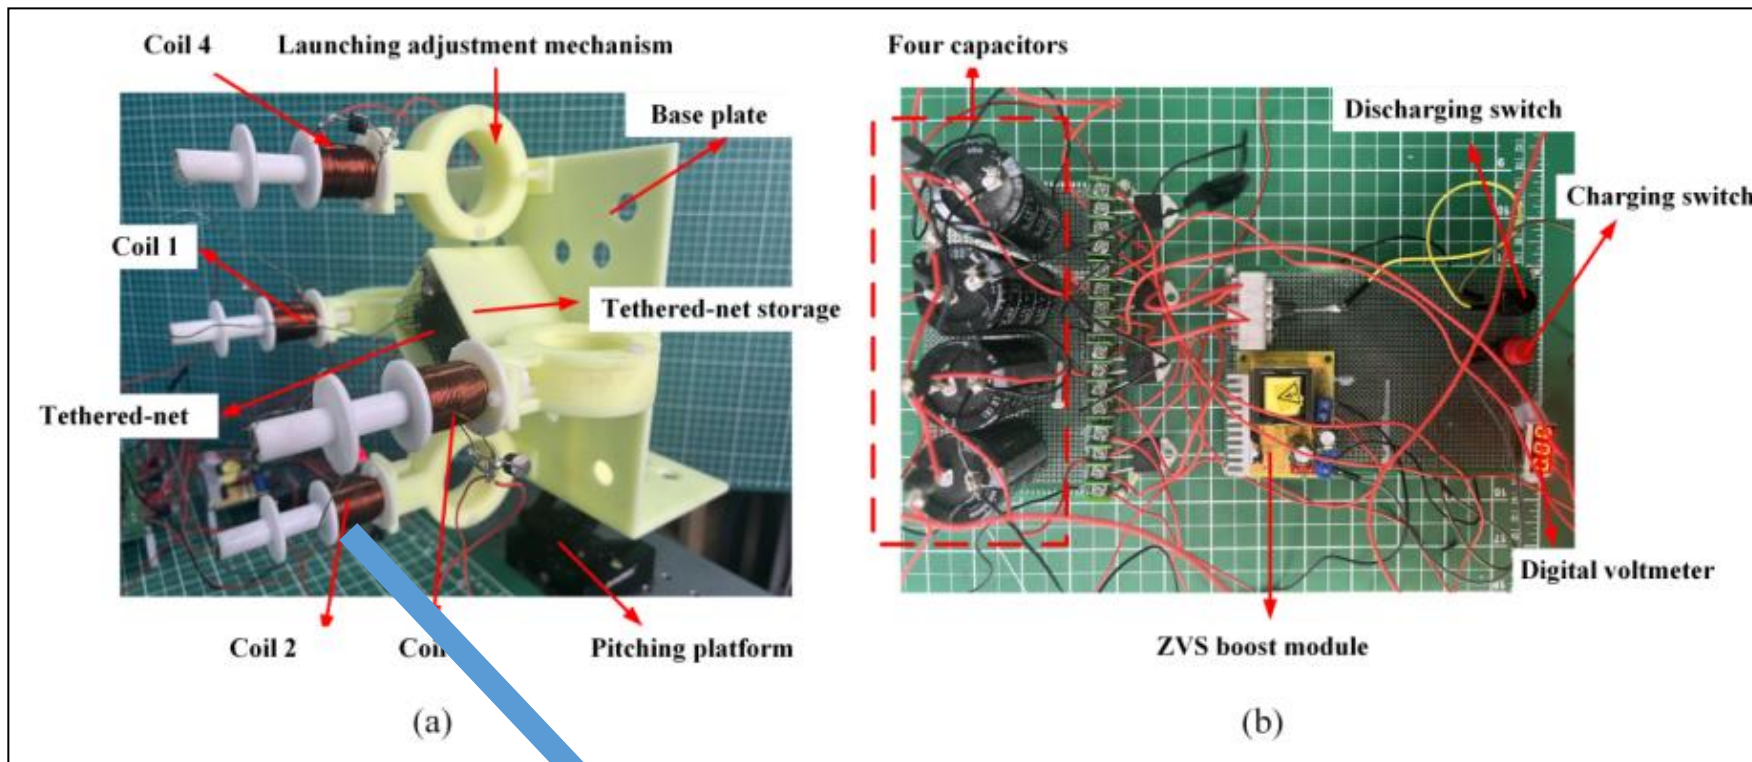 Coil 4
Launching adjustment mechanism
Base plate
Coil 1
Tethered-net storage
Tethered-net
Coil 2
Coil
Pitching platform
(a)
Four capacitors
Discharging switch
Charging switch
Digital voltmeter
ZVS boost module
(b)